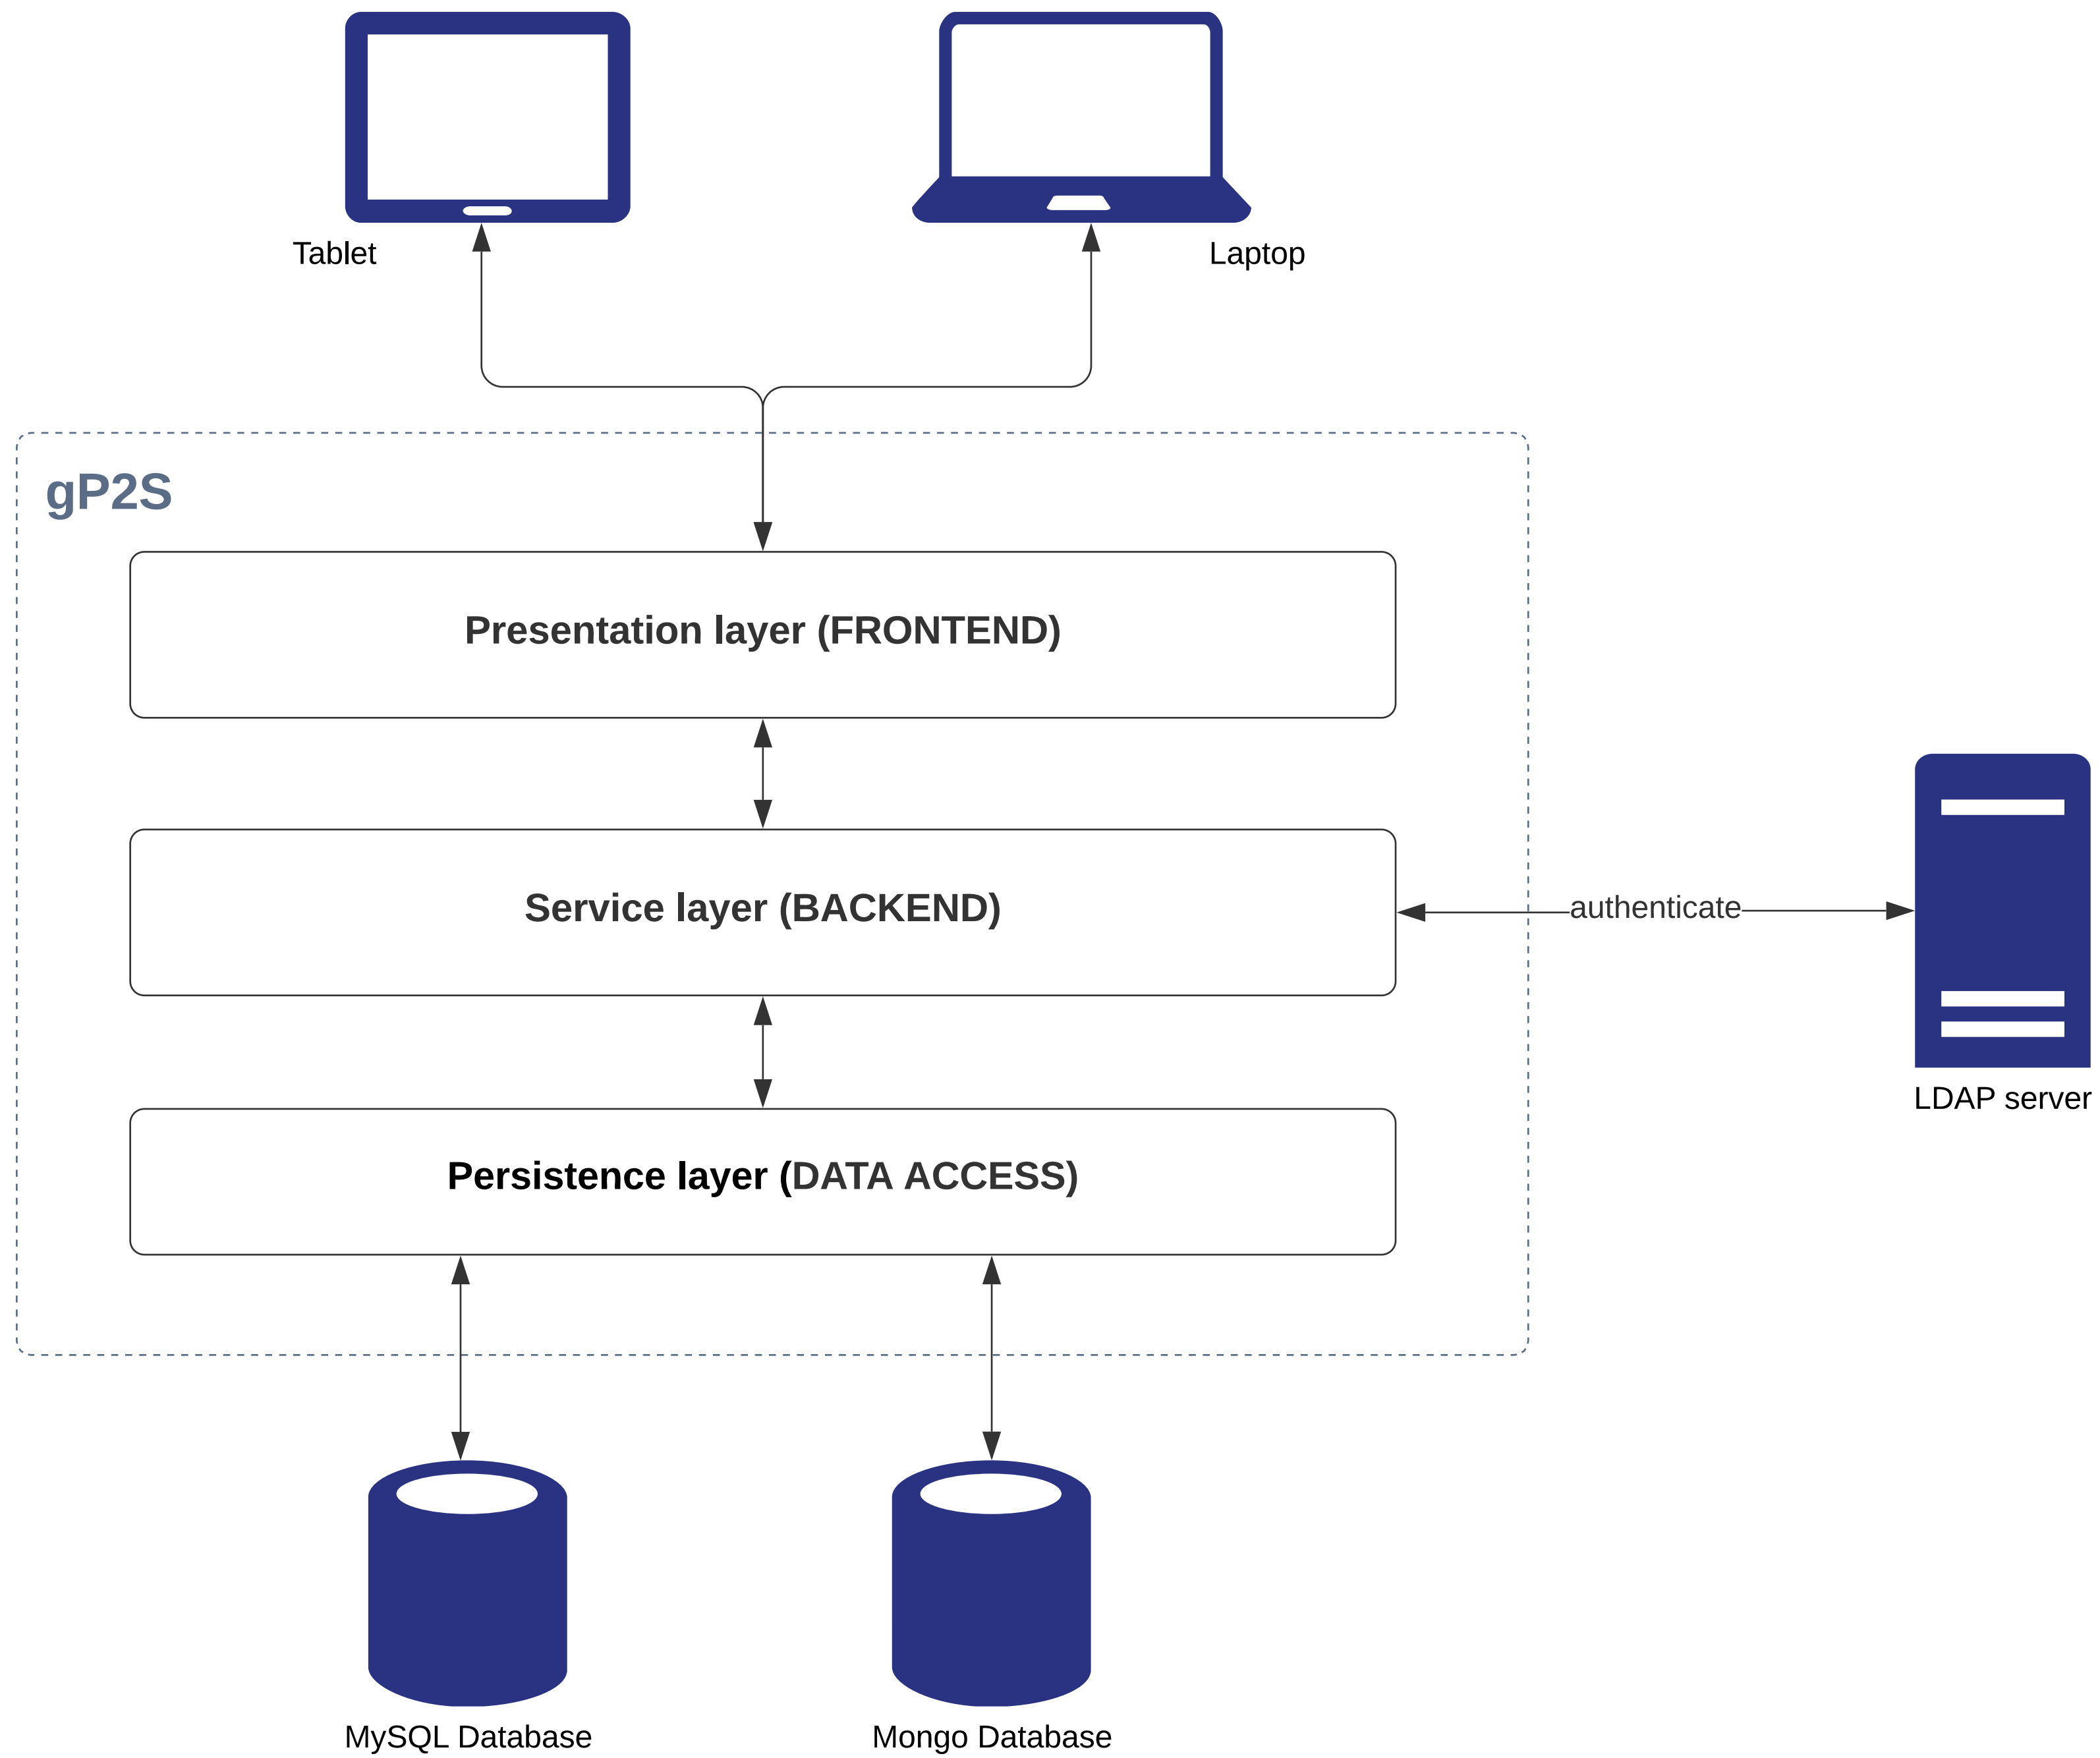 Tablet
Laptop
gP2S
Presentation layer (FRONTEND)
Service layer (BACKEND)
authenticate
LDAP server
Persistence layer (DATA ACCESS)
MySQL Database
Mongo Database